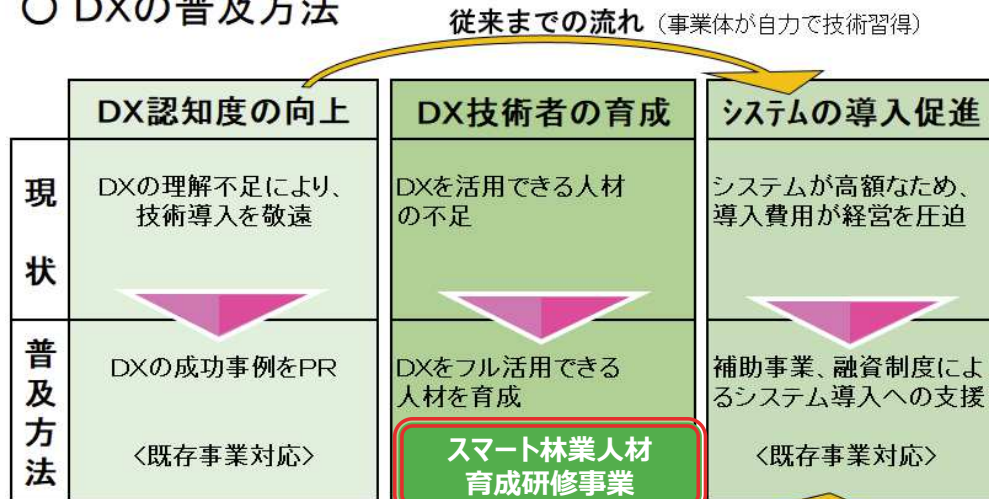 〇 DXの普及方法
従来までの流れ（事業体が自力で技術習得）
DX認知度の向上
DX技術者の育成
システムの導入促進
現状
DXの理解不足により、
技術導入を敬遠
DXを活用できる人材
の不足
システムが高額なため、
導入費用が経営を圧迫
普及方法
DXの成功事例をPR
〈既存事業対応〉
DXをフル活用できる
人材を育成
スマート林業人材
育成研修事業
補助事業、融資制度によ
るシステム導入への支援
〈既存事業対応〉